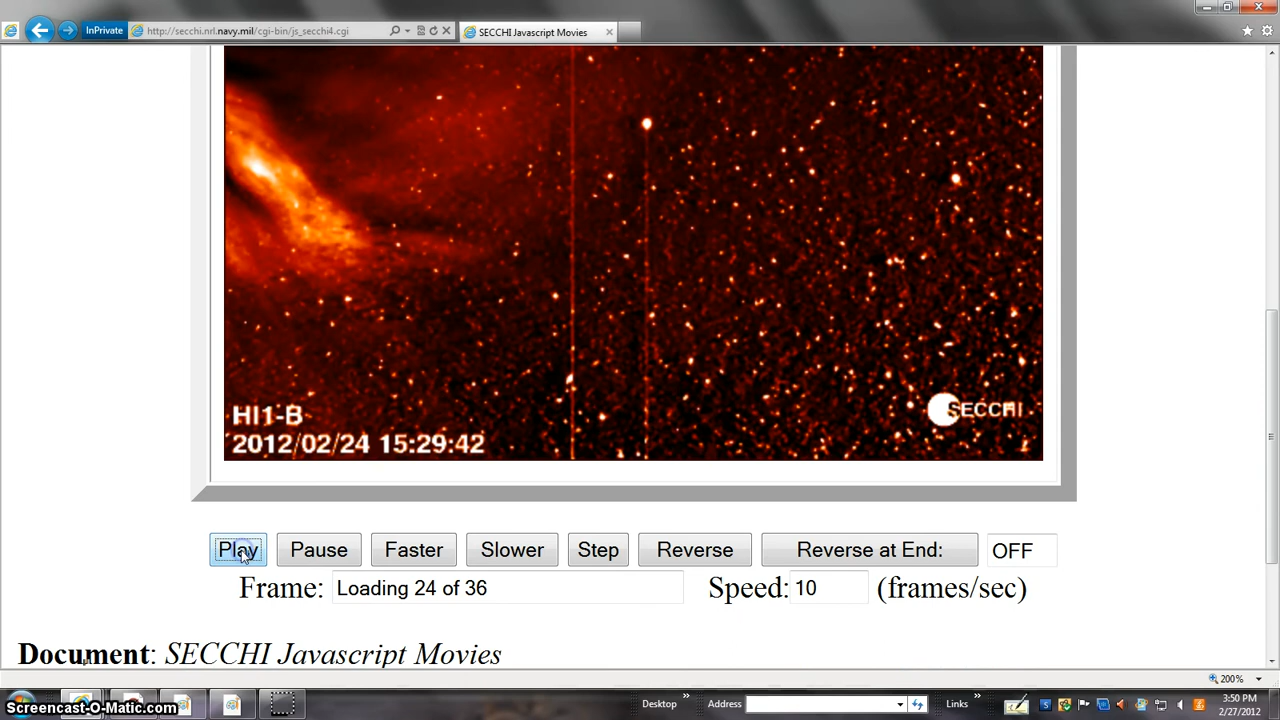 InPrivate
http://secchi.nrl.navy.mil/cgi-bin/js_secchi4.cgi
SECCHI Javascript Movies
HI1-B
2012/02/24 15:29:42
SECCHI
Play
Pause
Faster
Slower
Step
Reverse
Reverse at End:
OFF
Frame: Loading 24 of 36
Speed: 10 (frames/sec)
Document: SECCHI Javascript Movies
200%
Screencast-O-Matic.com
Desktop
Address
Links
3:50 PM
2/27/2012